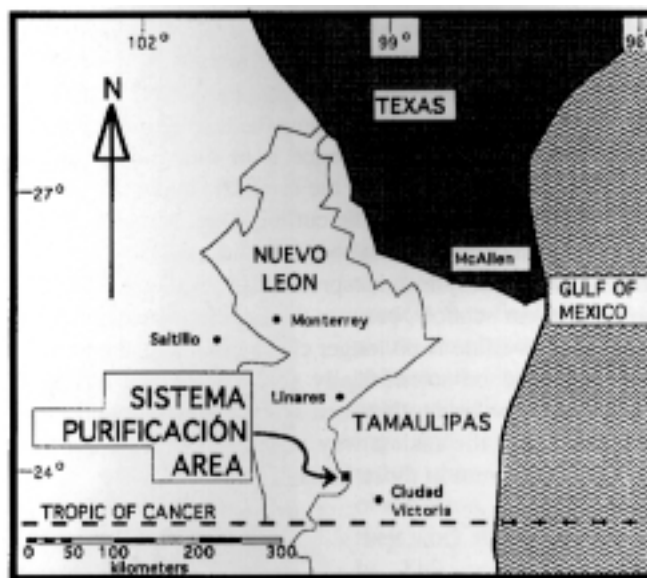 102° 99° 96°
N
TEXAS
27°
NUEVO
LEON
McAllen
GULF OF
MEXICO
Monterrey
Saltillo
SISTEMA
PURIFICACIÓN
AREA
Linares
TAMAULIPAS
24°
Ciudad
Victoria
TROPIC OF CANCER
0 50 100 200 300
kilometers